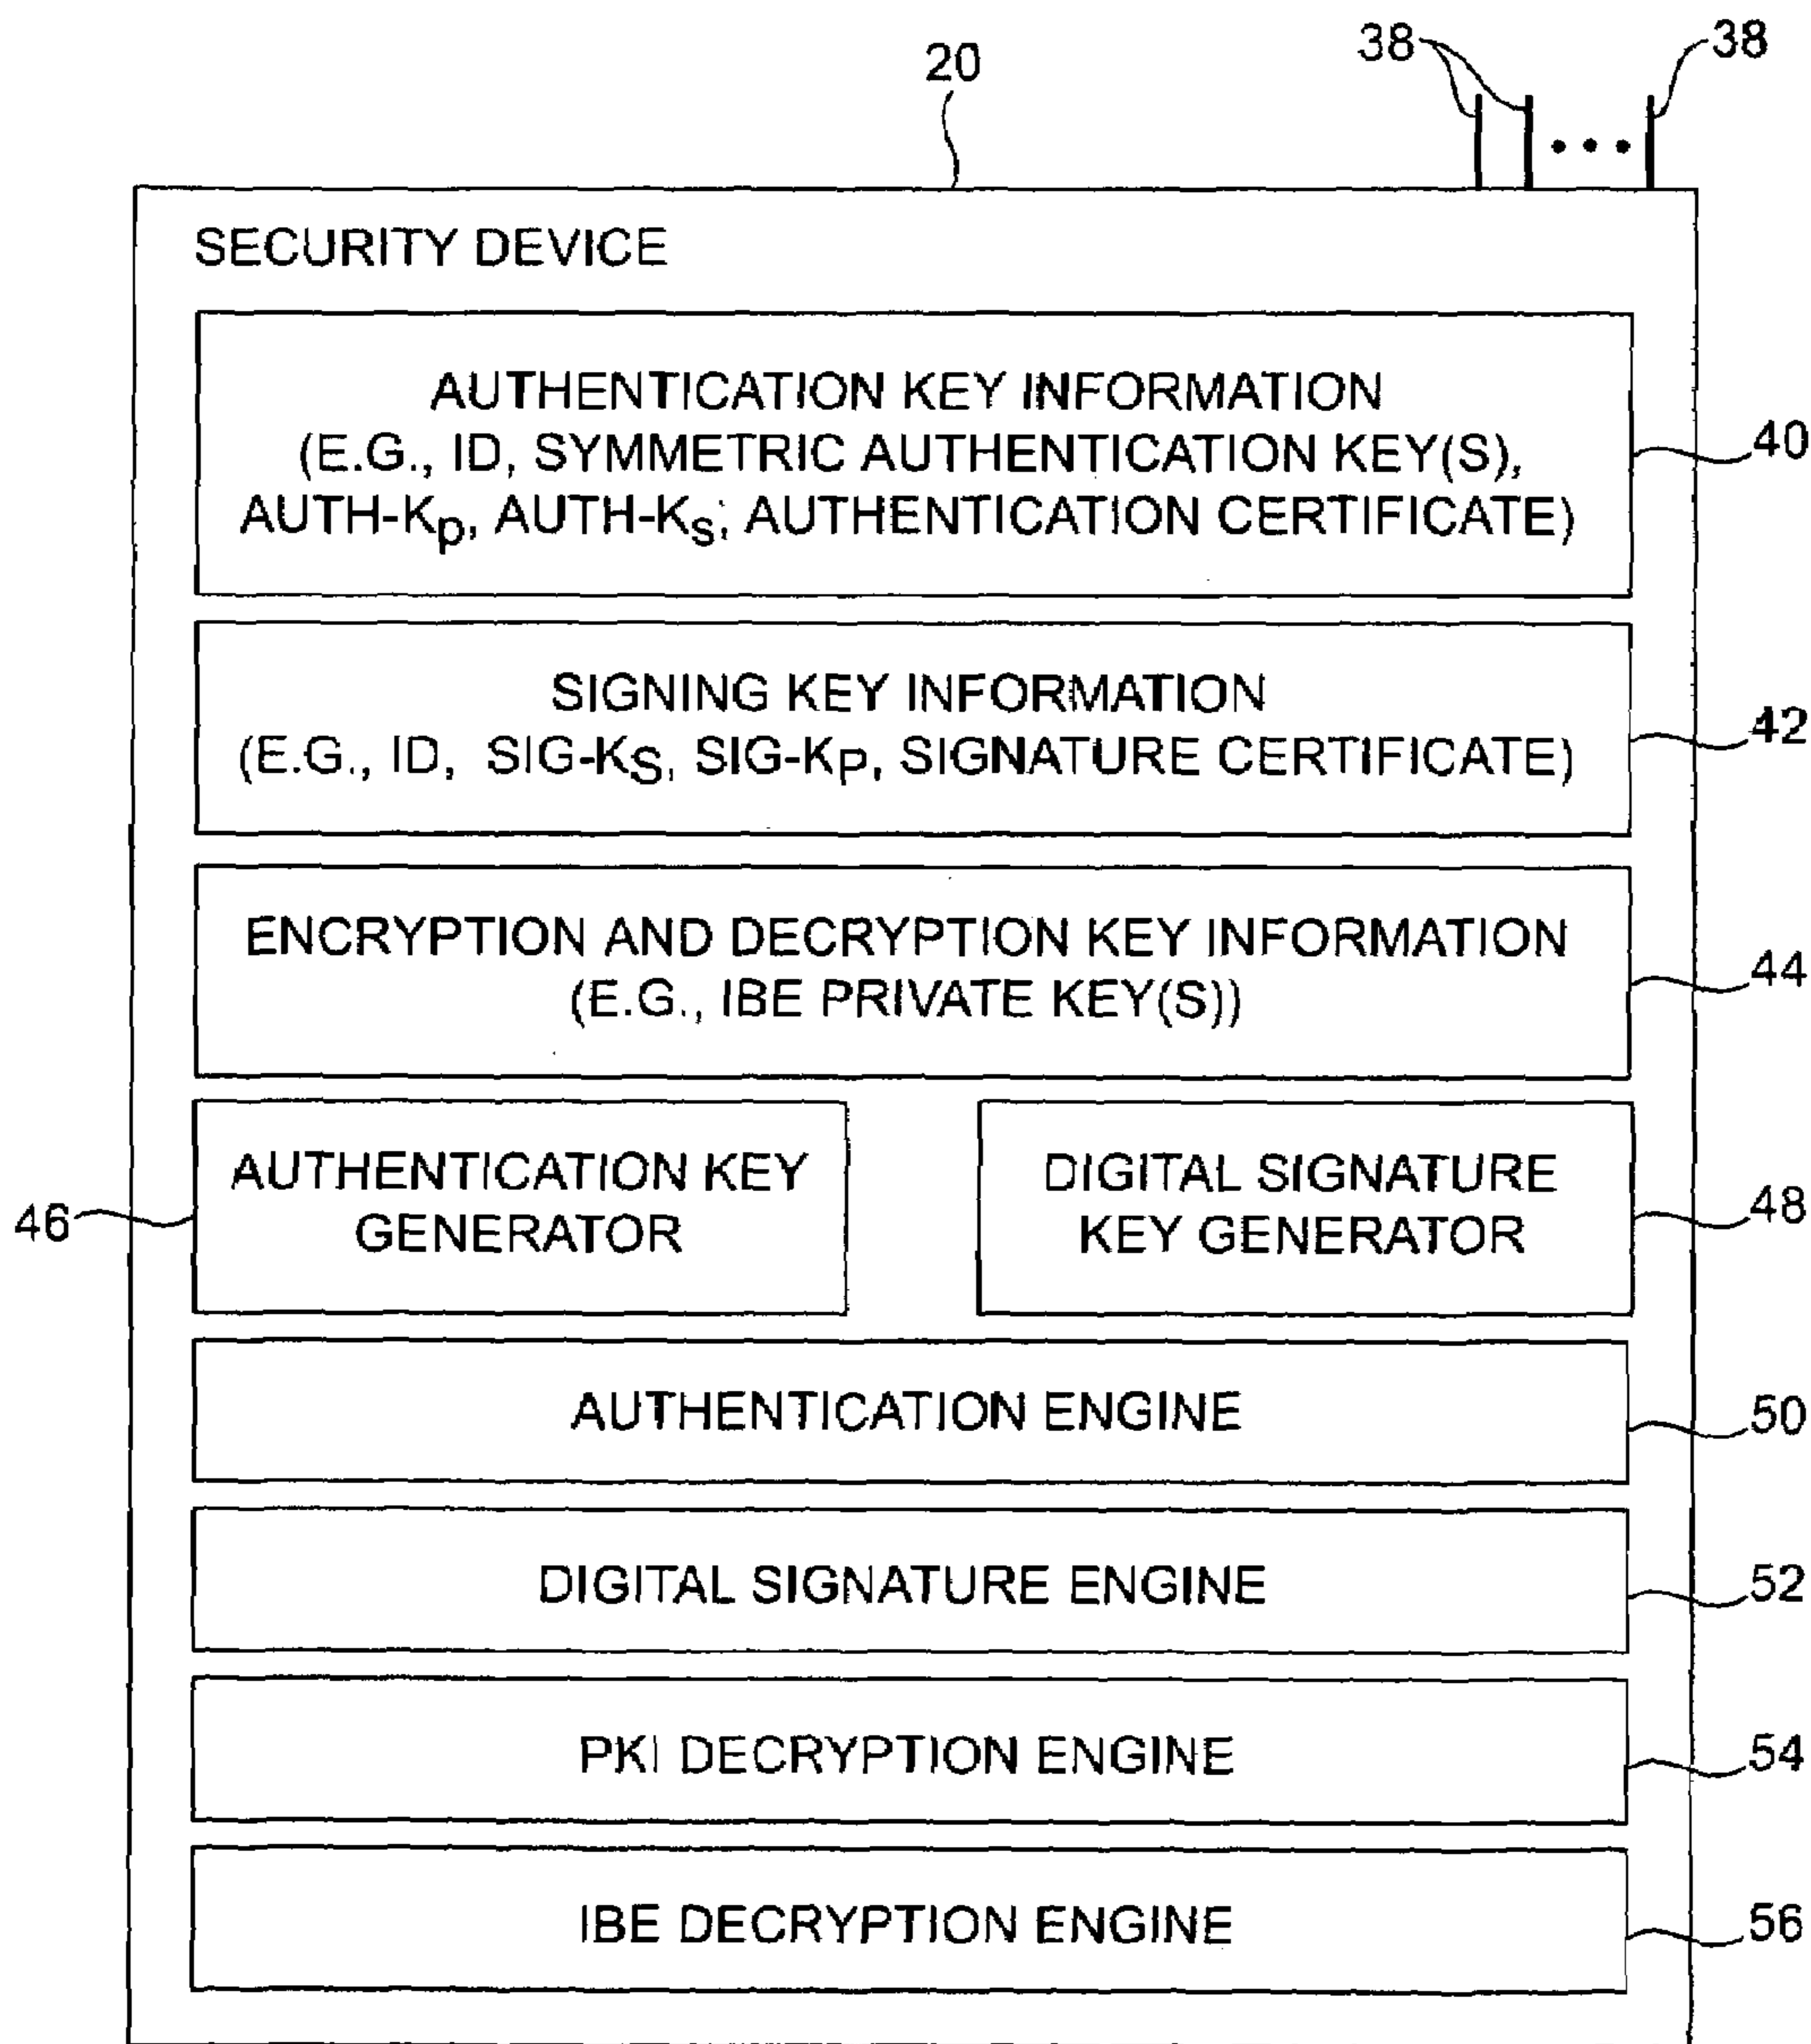 20
38
38
SECURITY DEVICE
AUTHENTICATION KEY INFORMATION
(E.G., ID, SYMMETRIC AUTHENTICATION KEY(S),
AUTH-Kp, AUTH-Ks, AUTHENTICATION CERTIFICATE)
40
SIGNING KEY INFORMATION
(E.G., ID, SIG-KS, SIG-KP, SIGNATURE CERTIFICATE)
42
ENCRYPTION AND DECRYPTION KEY INFORMATION
(E.G., IBE PRIVATE KEY(S))
44
46
AUTHENTICATION KEY
GENERATOR
DIGITAL SIGNATURE
KEY GENERATOR
48
AUTHENTICATION ENGINE
50
DIGITAL SIGNATURE ENGINE
52
PKI DECRYPTION ENGINE
54
IBE DECRYPTION ENGINE
56